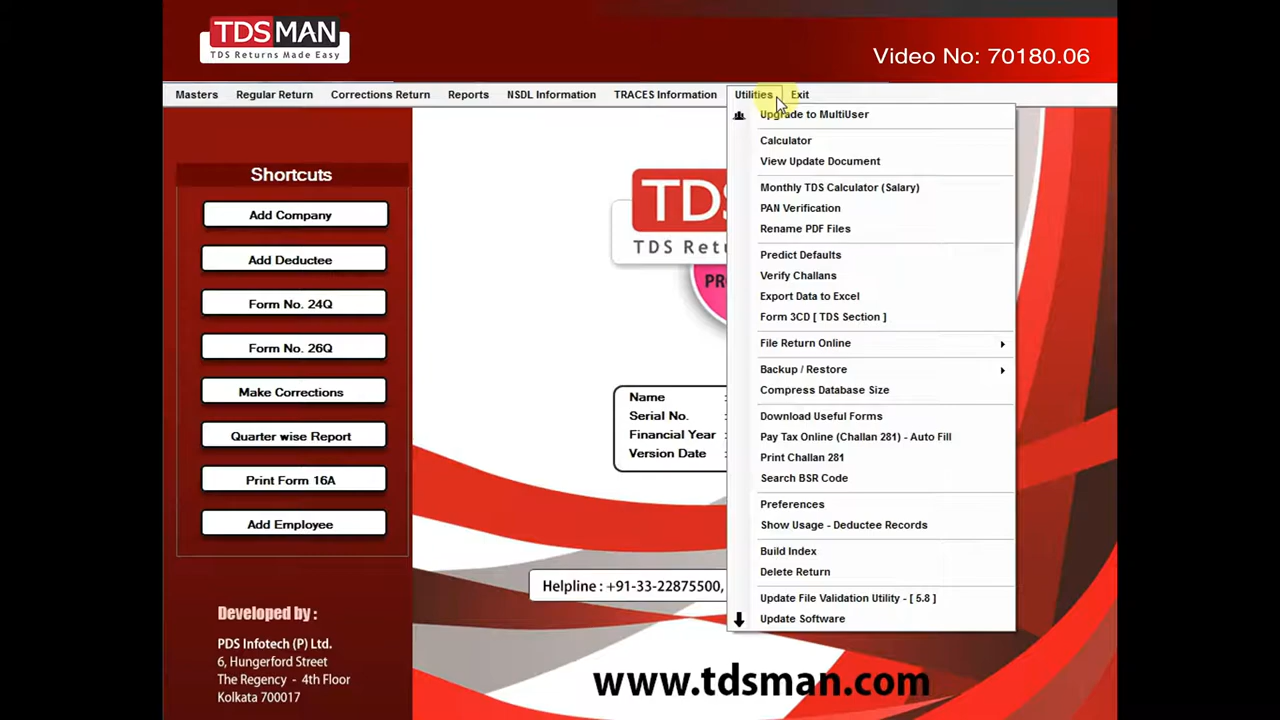 TDSMAN
TDS Returns Made Easy
Video No: 70180.06
Masters Regular Return Corrections Return Reports NSDL Information TRACES Information Utilities Exit
Shortcuts
Add Company
Add Deductee
Form No. 24Q
Form No. 26Q
Make Corrections
Quarter wise Report
Print Form 16A
Add Employee
Developed by :
PDS Infotech (P) Ltd.
6, Hungerford Street
The Regency - 4th Floor
Kolkata 700017
TDS
TDS Retu
PR
Name :
Serial No. :
Financial Year :
Version Date :
Helpline : +91-33-22875500,
www.tdsman.com
Upgrade to MultiUser
Calculator
View Update Document
Monthly TDS Calculator (Salary)
PAN Verification
Rename PDF Files
Predict Defaults
Verify Challans
Export Data to Excel
Form 3CD [ TDS Section ]
File Return Online
Backup / Restore
Compress Database Size
Download Useful Forms
Pay Tax Online (Challan 281) - Auto Fill
Print Challan 281
Search BSR Code
Preferences
Show Usage - Deductee Records
Build Index
Delete Return
Update File Validation Utility - [ 5.8 ]
Update Software